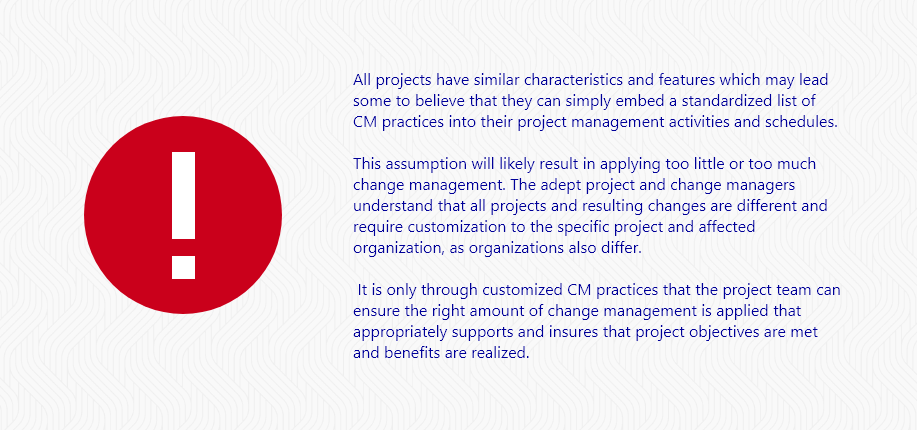 All projects have similar characteristics and features which may lead
some to believe that they can simply embed a standardized list of
CM practices into their project management activities and schedules.
This assumption will likely result in applying too little or too much
change management. The adept project and change managers
understand that all projects and resulting changes are different and
require customization to the specific project and affected
organization, as organizations also differ.
It is only through customized CM practices that the project team can
ensure the right amount of change management is applied that
appropriately supports and insures that project objectives are met
and benefits are realized.